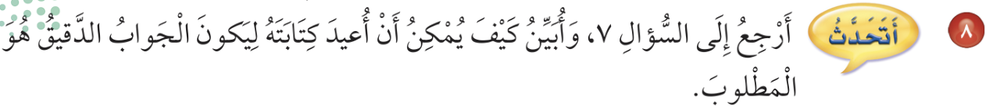 ٨ أَتَحَدَّثُ أَرْجِعُ إِلَى السُّؤالِ ٧، وَأُبَيِّنُ كَيْفَ يُمْكِنُ أَنْ أُعيدَ كِتابَتَهُ لِيَكونَ الْجَوابُ الدَّقيقُ هُوَ
الْمَطْلوبَ.